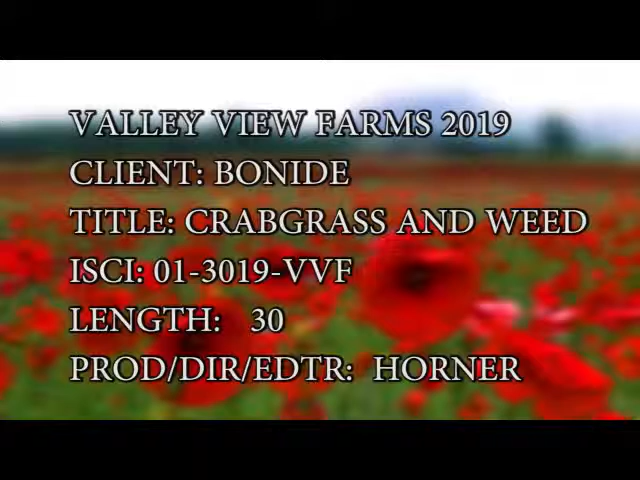 VALLEY VIEW FARMS 2019
CLIENT: BONIDE
TITLE: CRABGRASS AND WEED
ISCI: 01-3019-VVF
LENGTH: 30
PROD/DIR/EDTR: HORNER